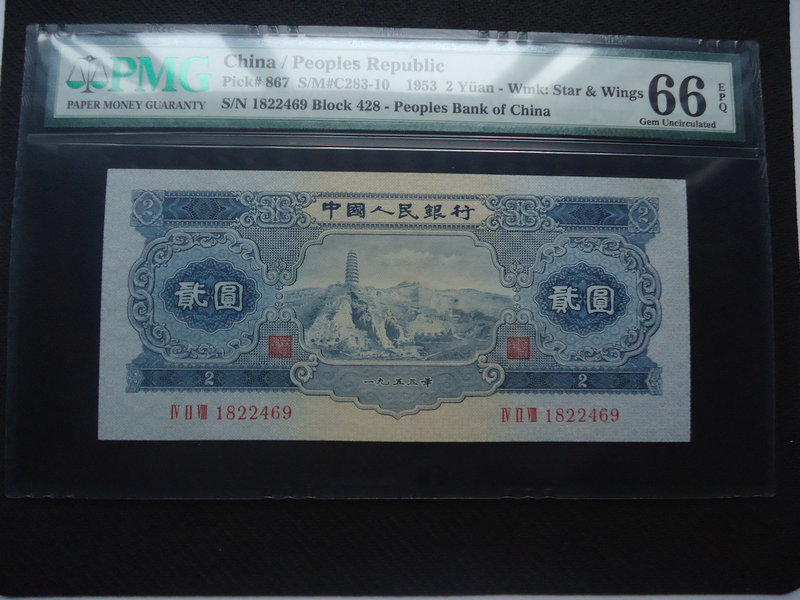 PMG
PAPER MONEY GUARANTY
China / Peoples Republic
Pick# 867 S/M#C283-10 1953 2 Yüan - Wmk: Star & Wings
S/N 1822469 Block 428 - Peoples Bank of China
66 EPQ
Gem Uncirculated
2 中國人民銀行 2
貳圓 貳圓
一九五三年
2 2
IV II VIII 1822469 IV II VIII 1822469